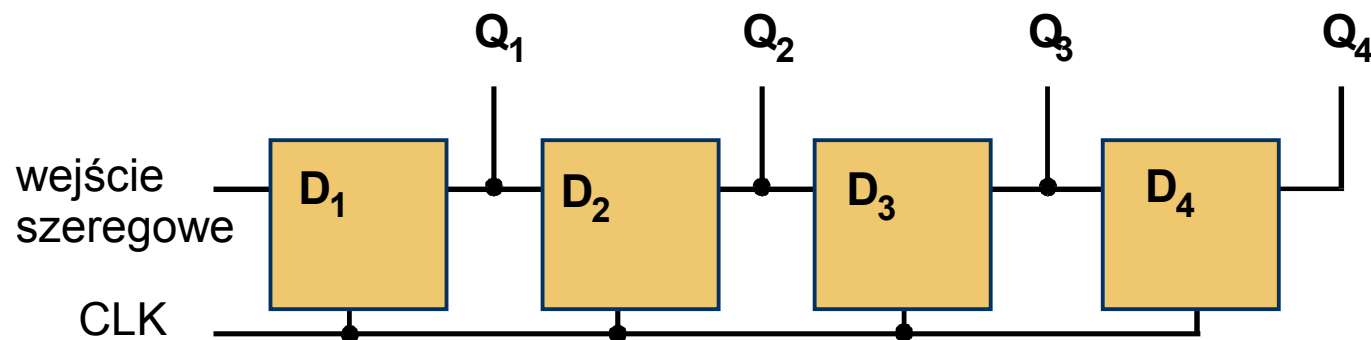 Q1 Q2 Q3 Q4
wejście
szeregowe
D1 D2 D3 D4
CLK